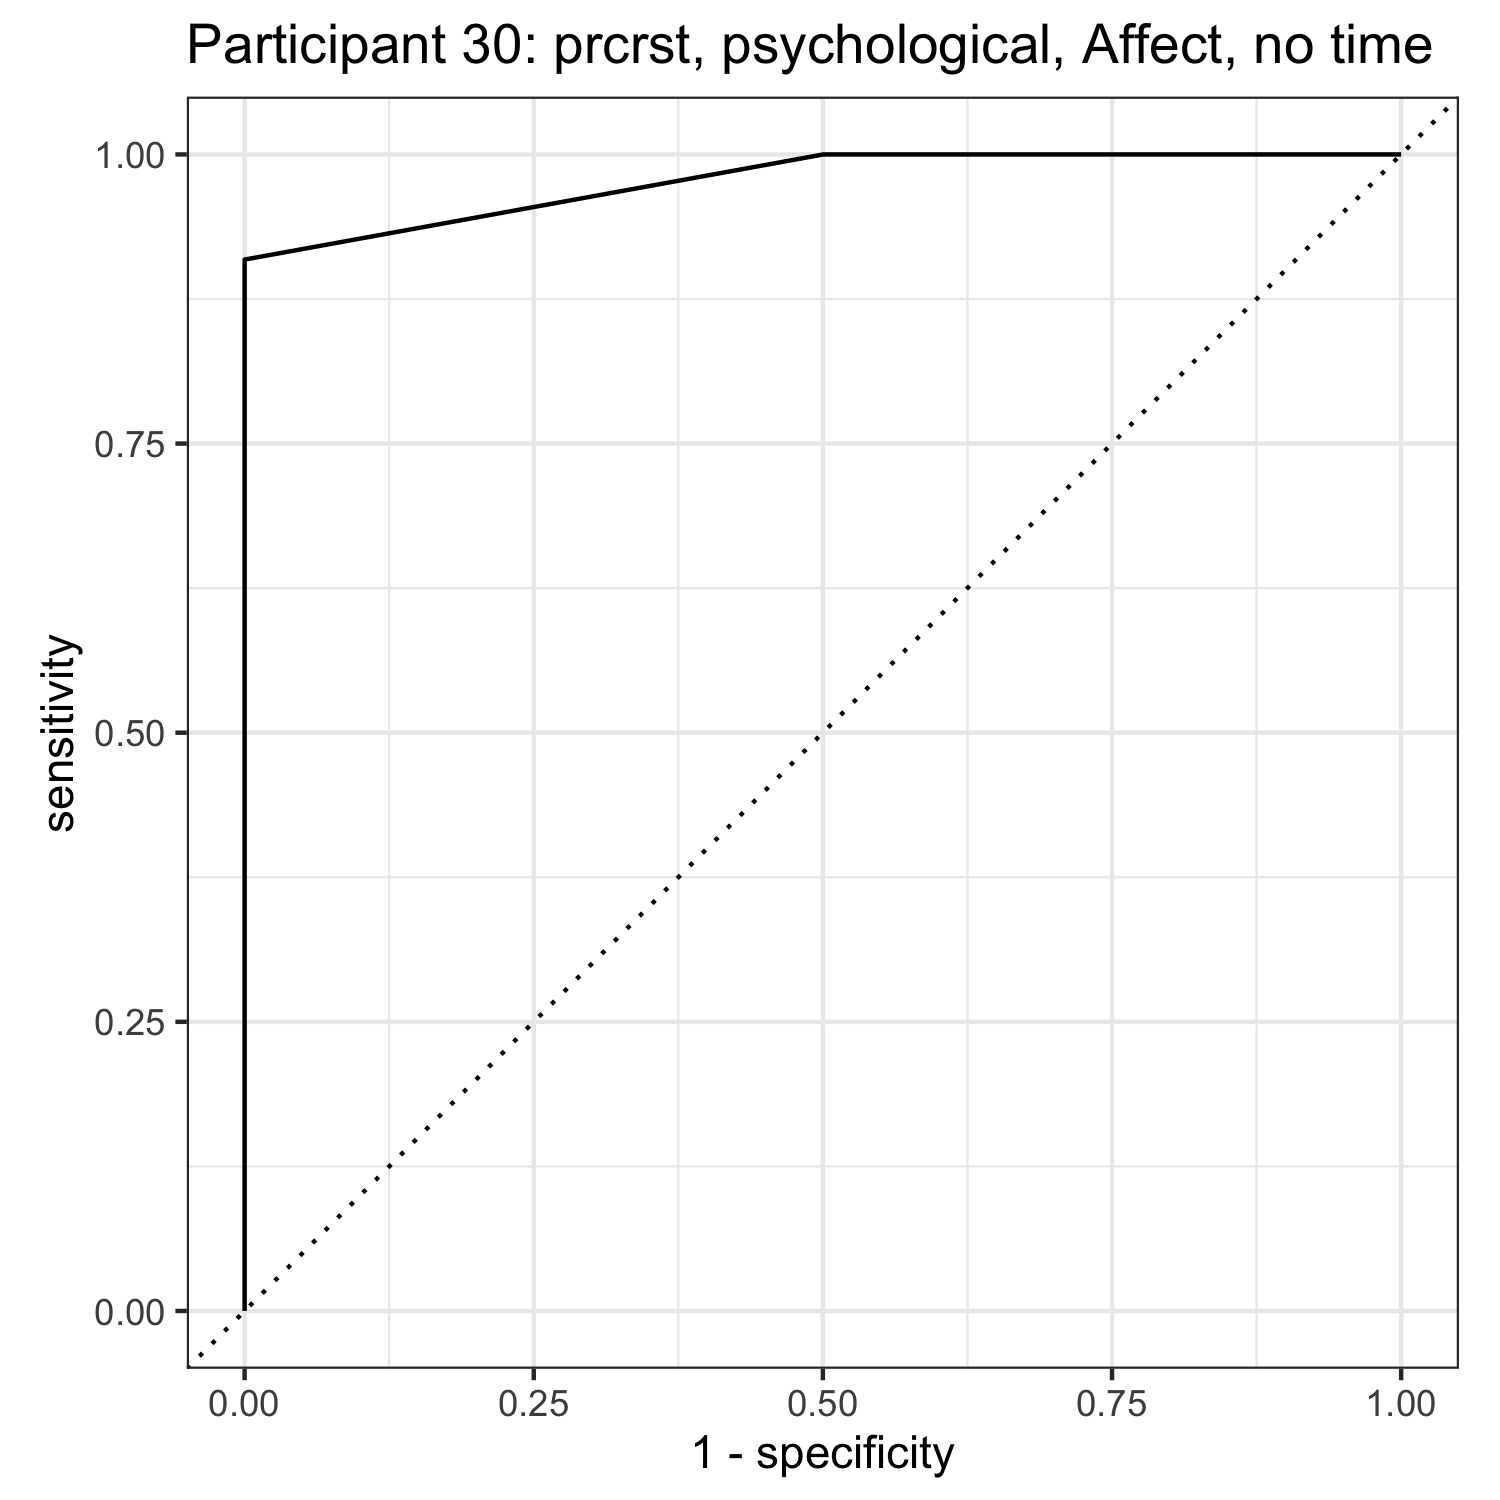 Participant 30: prcrst, psychological, Affect, no time
1.00
0.75
0.50
0.25
0.00
sensitivity
0.00 0.25 0.50 0.75 1.00
1 - specificity